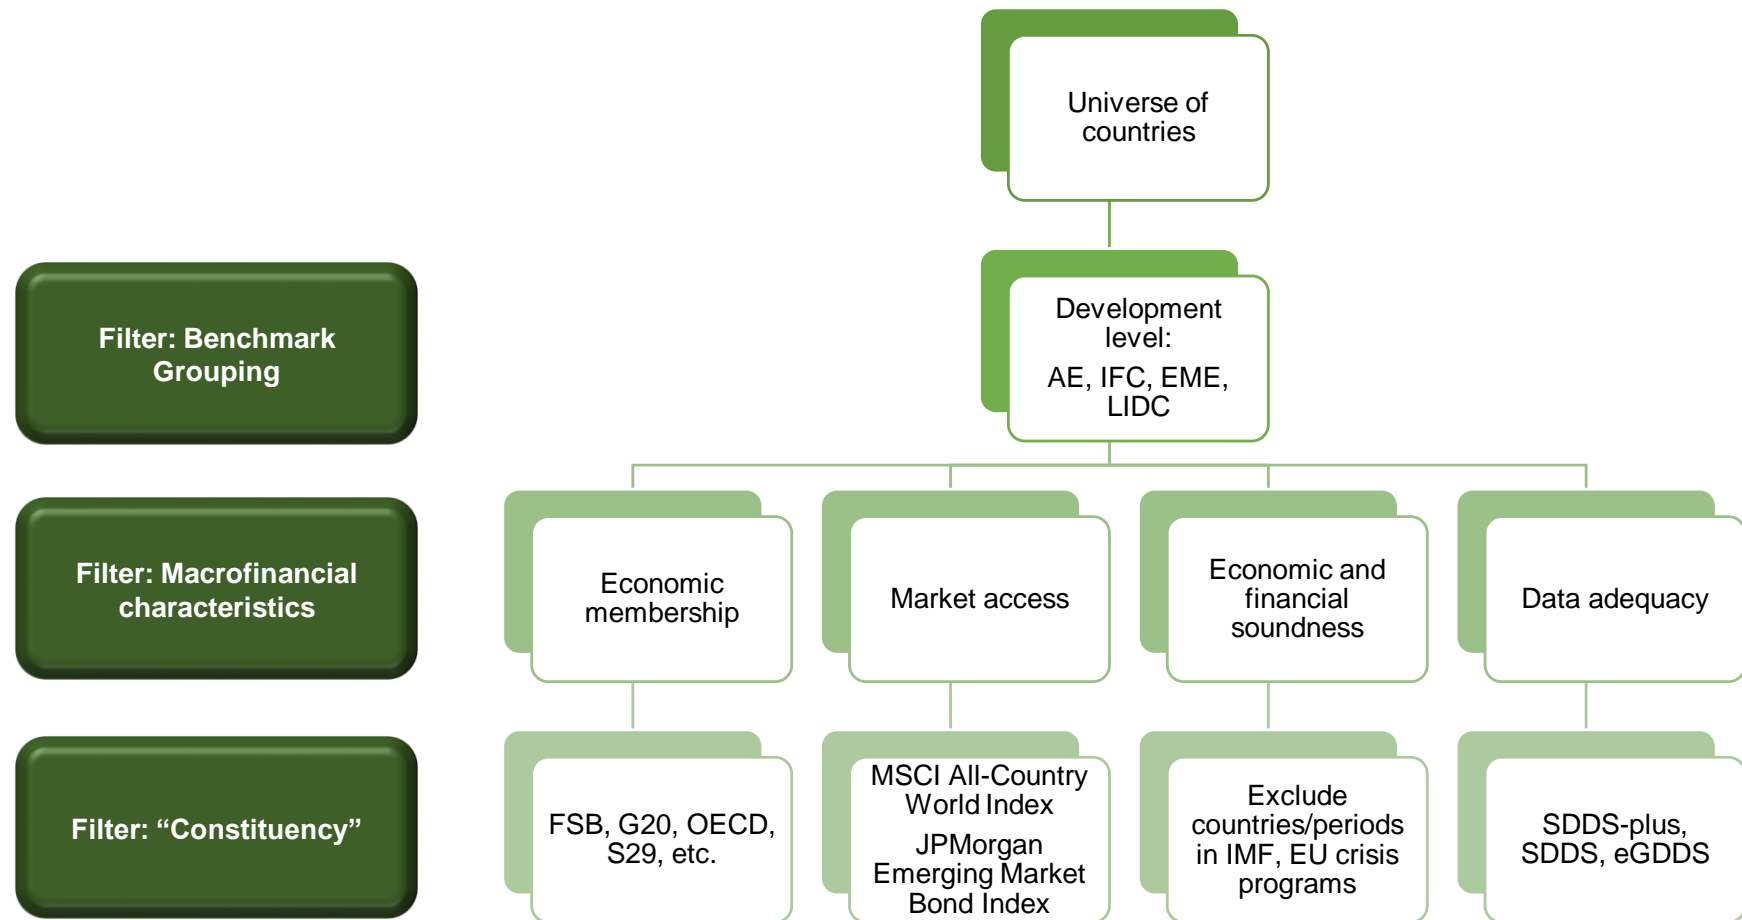 Universe of
countries
Filter: Benchmark
Grouping
Development
level:
AE, IFC, EME,
LIDC
Filter: Macrofinancial
characteristics
Economic
membership
Market access
Economic and
financial
soundness
Data adequacy
Filter: “Constituency”
FSB, G20, OECD,
S29, etc.
MSCI All-Country
World Index
JPMorgan
Emerging Market
Bond Index
Exclude
countries/periods
in IMF, EU crisis
programs
SDDS-plus,
SDDS, eGDDS